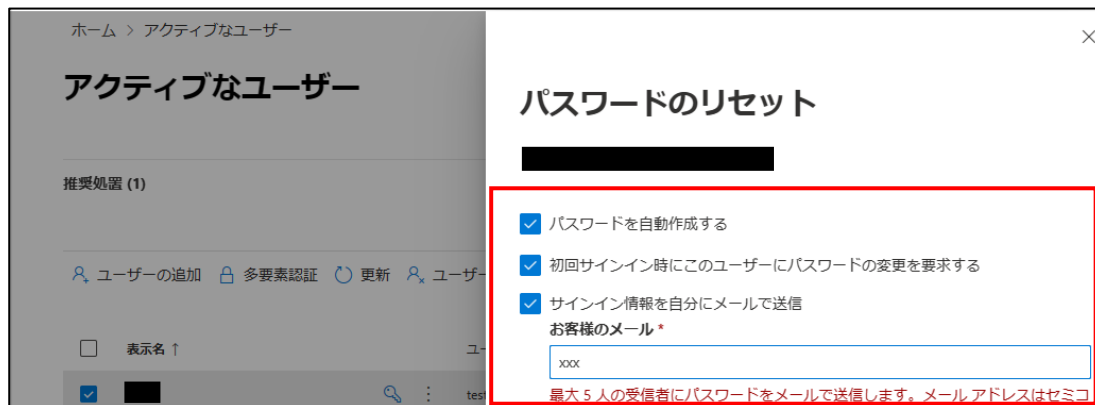 ホーム > アクティブなユーザー
アクティブなユーザー
推奨処置 (1)
ユーザーの追加 多要素認証 更新 ユーザー
表示名 ↑ ユー
test
パスワードのリセット
パスワードを自動作成する
初回サインイン時にこのユーザーにパスワードの変更を要求する
サインイン情報を自分にメールで送信
お客様のメール *
xxx
最大 5 人の受信者にパスワードをメールで送信します。メール アドレスはセミコ